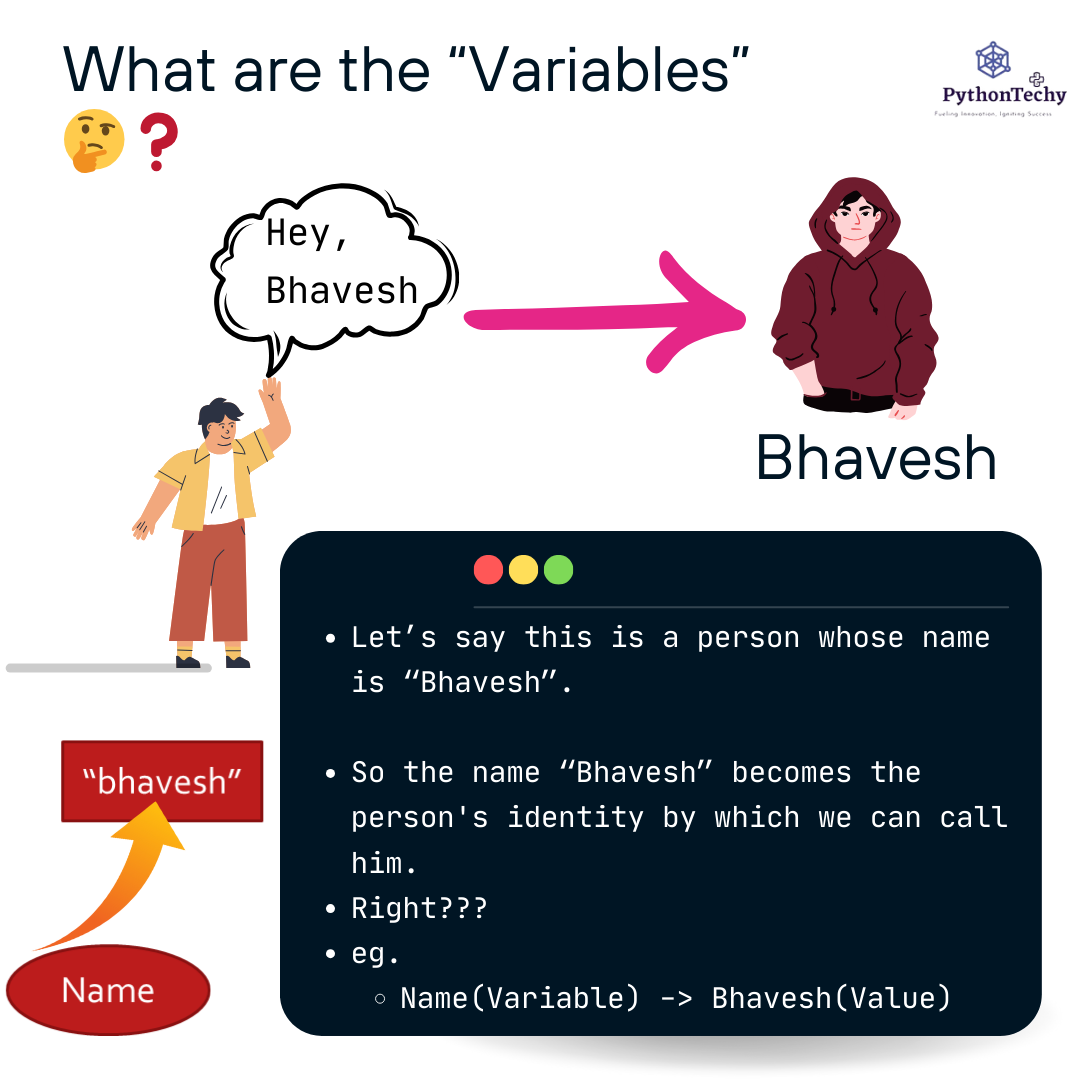 What are the “Variables”
PythonTechy
Fueling Innovation, Igniting Success
Hey,
Bhavesh
Bhavesh
• Let’s say this is a person whose name
is “Bhavesh”.
• So the name “Bhavesh” becomes the
person's identity by which we can call
him.
• Right???
• eg.
◦ Name(Variable) -> Bhavesh(Value)
“bhavesh”
Name